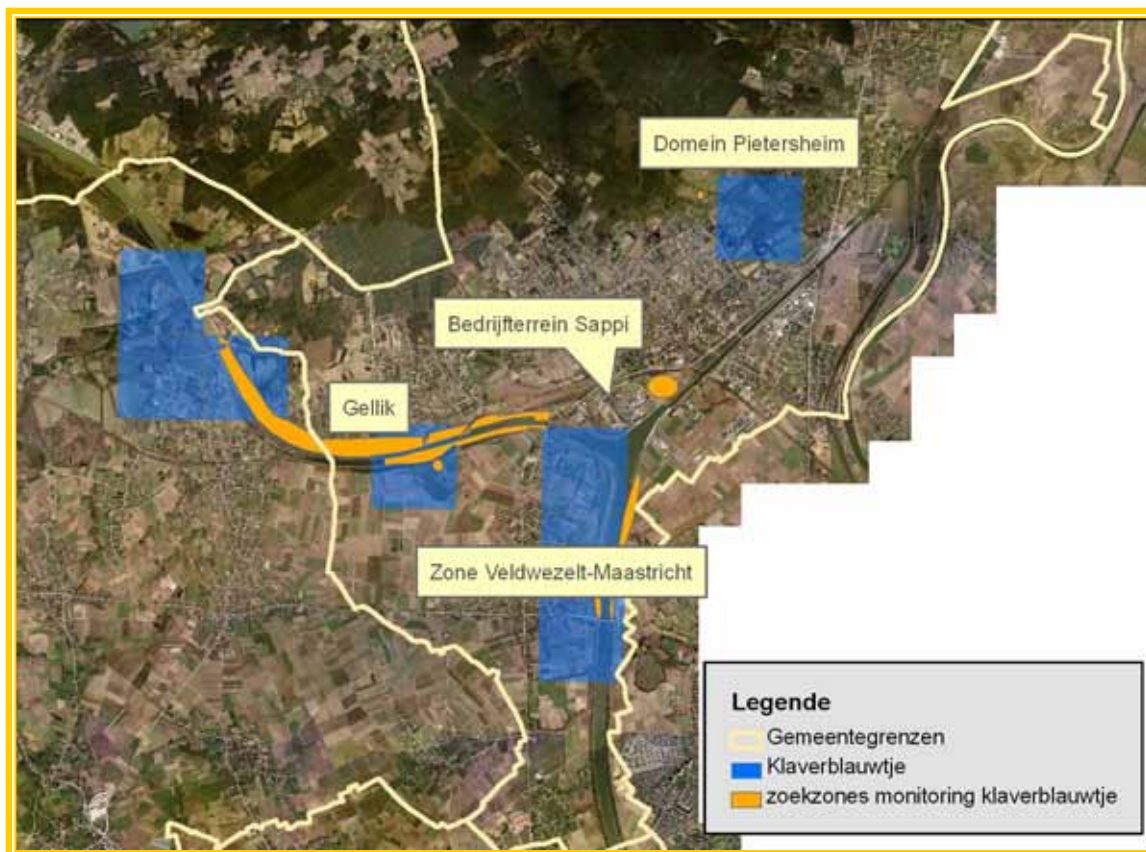 Domein Pietersheim
Bedrijfterrein Sappi
Gellik
Zone Veldwezelt-Maastricht
Legende
Gemeentegrenzen
Klaverblauwtje
zoekzones monitoring klaverblauwtje